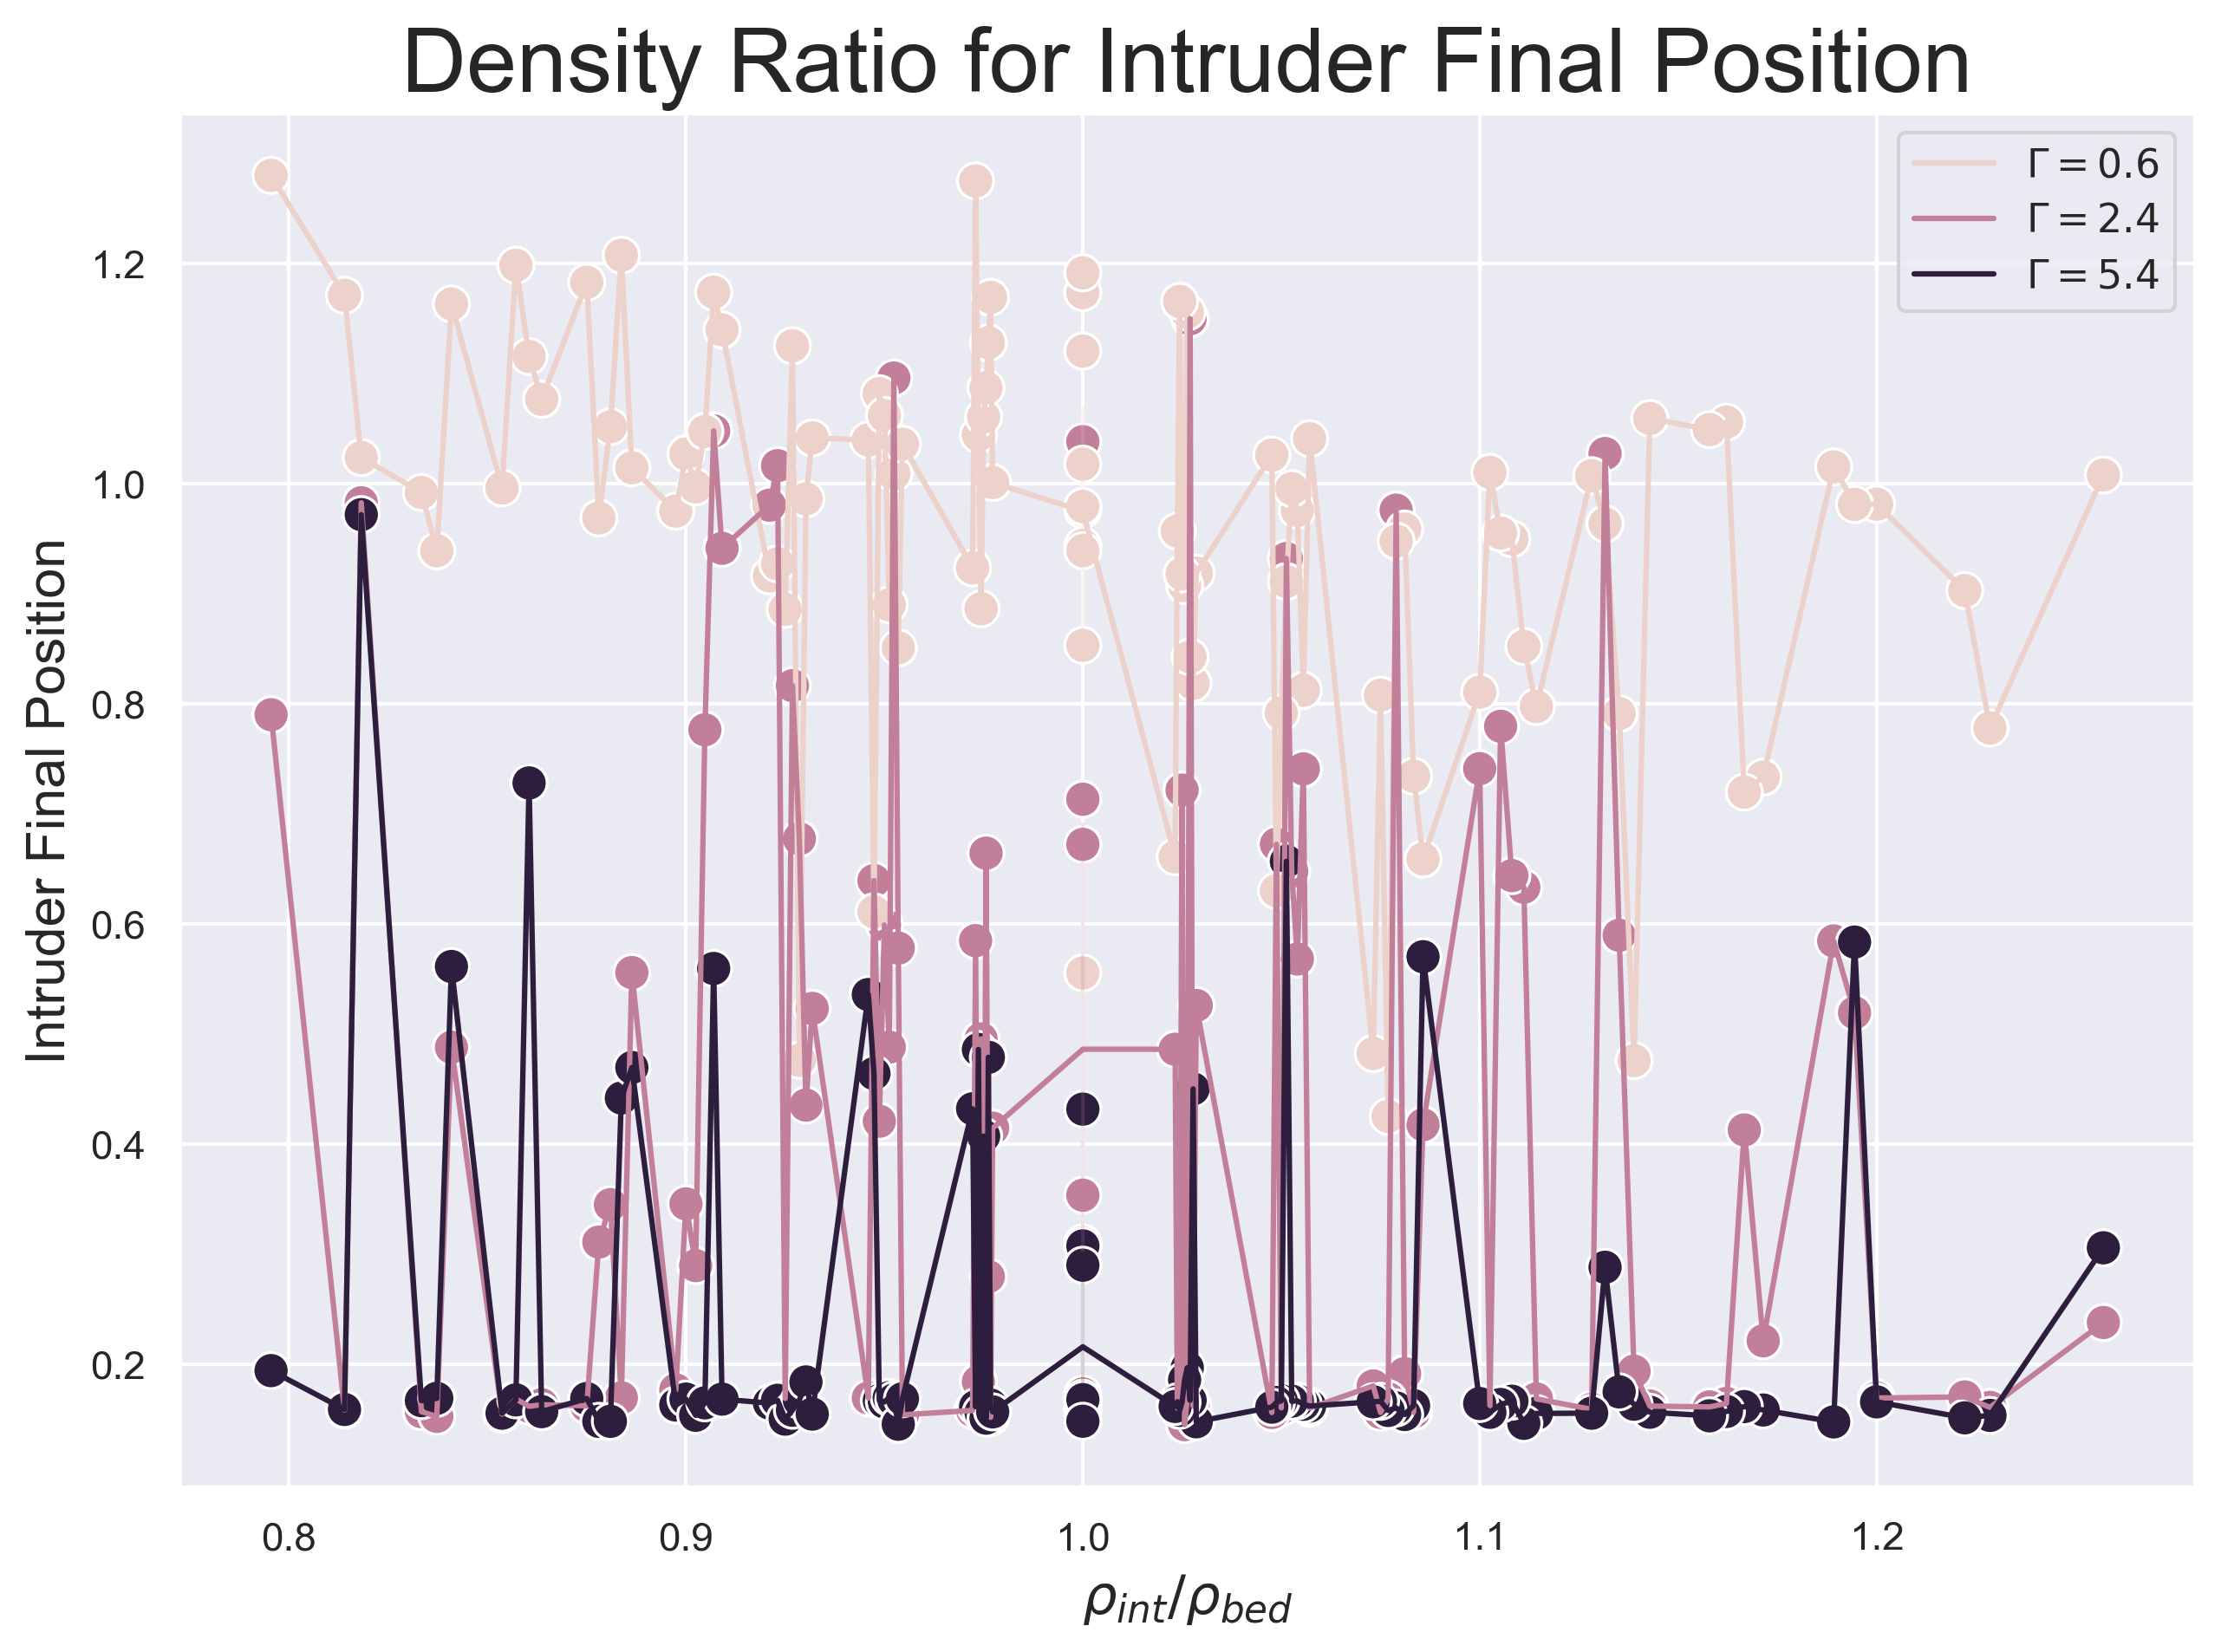 Density Ratio for Intruder Final Position
Γ = 0.6
Γ = 2.4
Γ = 5.4
Intruder Final Position
1.2
1.0
0.8
0.6
0.4
0.2
0.8 0.9 1.0 1.1 1.2
ρint/ρbed